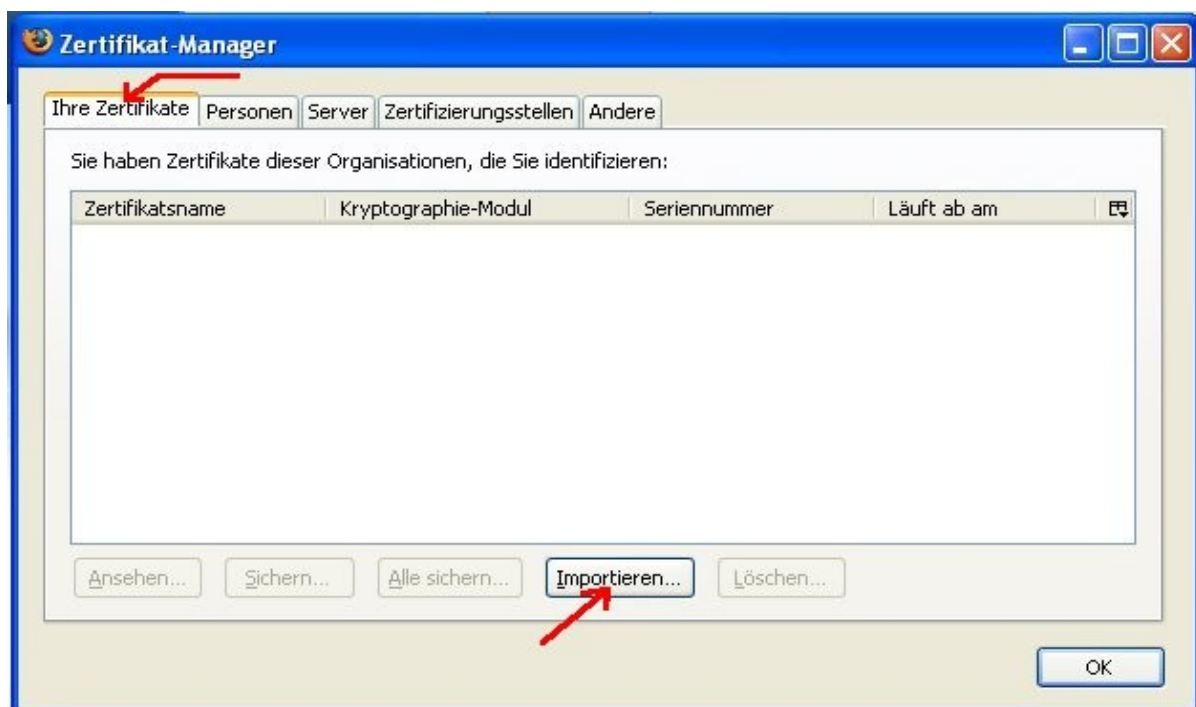 Zertifikat-Manager
Ihre Zertifikate Personen Server Zertifizierungsstellen Andere
Sie haben Zertifikate dieser Organisationen, die Sie identifizieren:
Zertifikatsname Kryptographie-Modul Seriennummer Läuft ab am
Ansehen... Sichern... Alle sichern... Importieren... Löschen...
OK